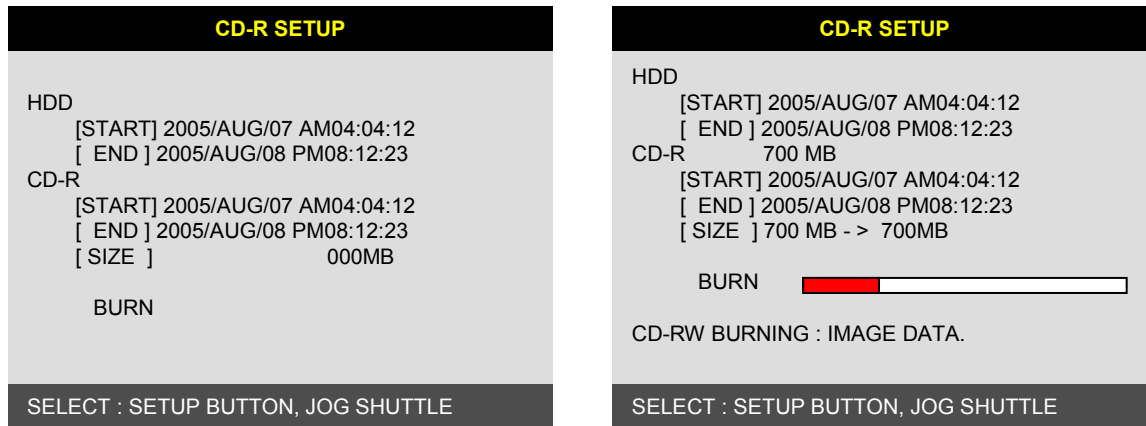 CD-R SETUP
HDD
[START] 2005/AUG/07 AM04:04:12
[ END ] 2005/AUG/08 PM08:12:23
CD-R
[START] 2005/AUG/07 AM04:04:12
[ END ] 2005/AUG/08 PM08:12:23
[ SIZE ] 000MB
BURN
SELECT : SETUP BUTTON, JOG SHUTTLE
CD-R SETUP
HDD
[START] 2005/AUG/07 AM04:04:12
[ END ] 2005/AUG/08 PM08:12:23
CD-R 700 MB
[START] 2005/AUG/07 AM04:04:12
[ END ] 2005/AUG/08 PM08:12:23
[ SIZE ] 700 MB - > 700MB
BURN
CD-RW BURNING : IMAGE DATA.
SELECT : SETUP BUTTON, JOG SHUTTLE